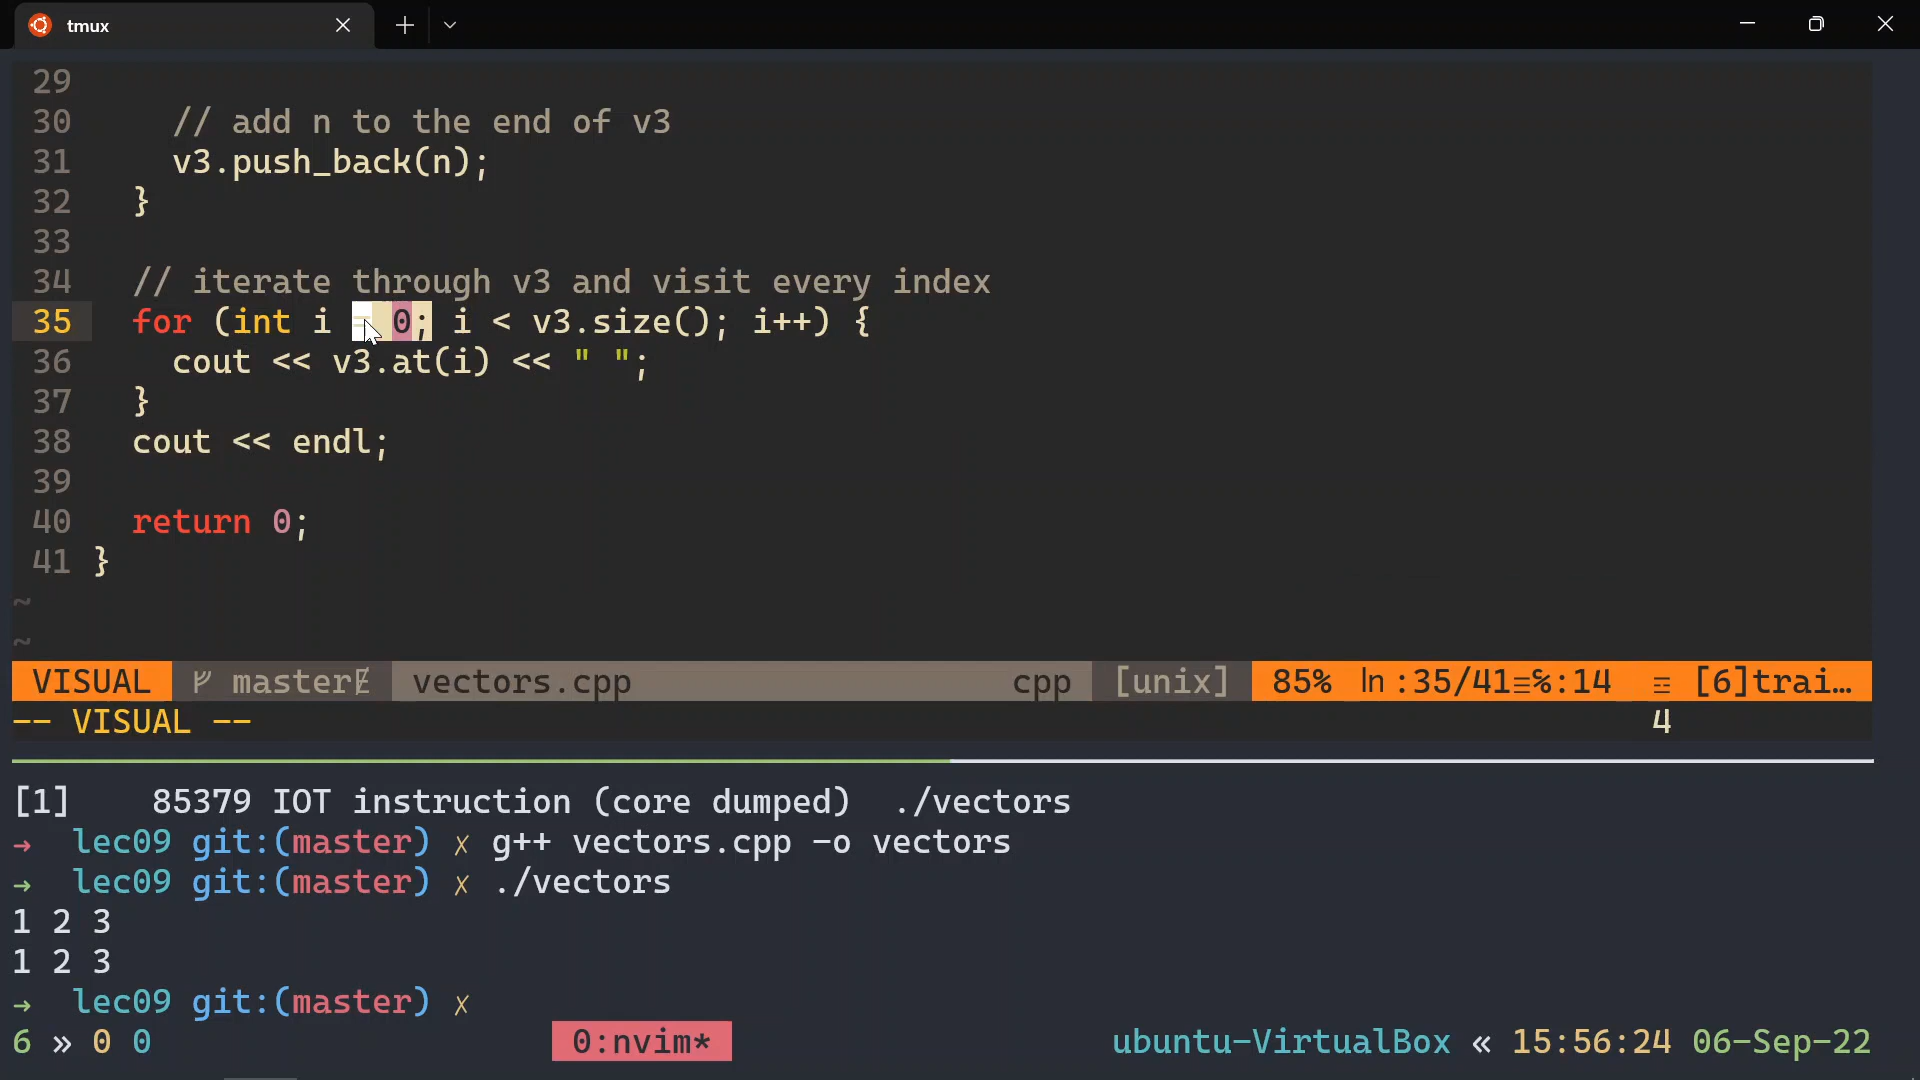 tmux
29
30 // add n to the end of v3
31 v3.push_back(n);
32 }
33
34 // iterate through v3 and visit every index
35 for (int i = 0; i < v3.size(); i++) {
36 cout << v3.at(i) << " ";
37 }
38 cout << endl;
39
40 return 0;
41 }
~
~
VISUAL master vectors.cpp cpp [unix] 85% ln :35/41≡%:14 ☲ [6]trai…
-- VISUAL -- 4
[1] 85379 IOT instruction (core dumped) ./vectors
→ lec09 git:(master) ✗ g++ vectors.cpp -o vectors
→ lec09 git:(master) ✗ ./vectors
1 2 3
1 2 3
→ lec09 git:(master) ✗
6 » 0 0 0:nvim* ubuntu-VirtualBox « 15:56:24 06-Sep-22